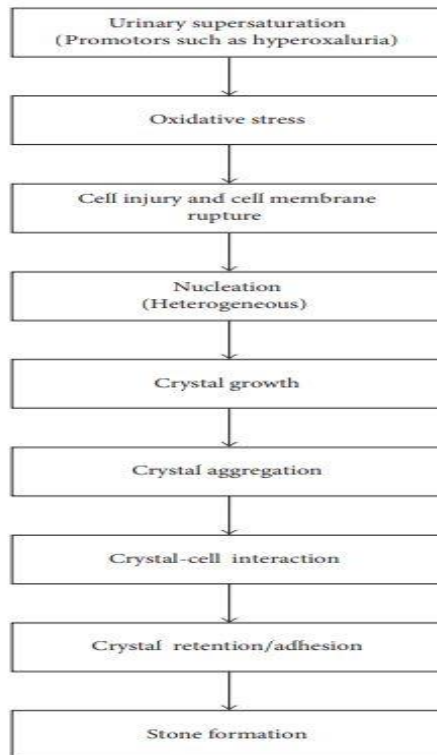 Urinary supersaturation
(Promotors such as hyperoxaluria)
Oxidative stress
Cell injury and cell membrane
rupture
Nucleation
(Heterogeneous)
Crystal growth
Crystal aggregation
Crystal-cell interaction
Crystal retention/adhesion
Stone formation